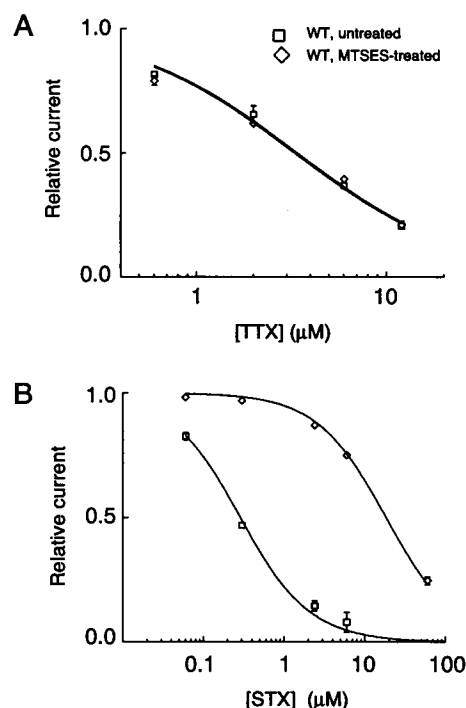 A
1.0
WT, untreated
WT, MTSES-treated
Relative current
0.5
0.0
1
10
[TTX] (μM)
B
1.0
Relative current
0.5
0.0
0.1
1
10
100
[STX] (μM)